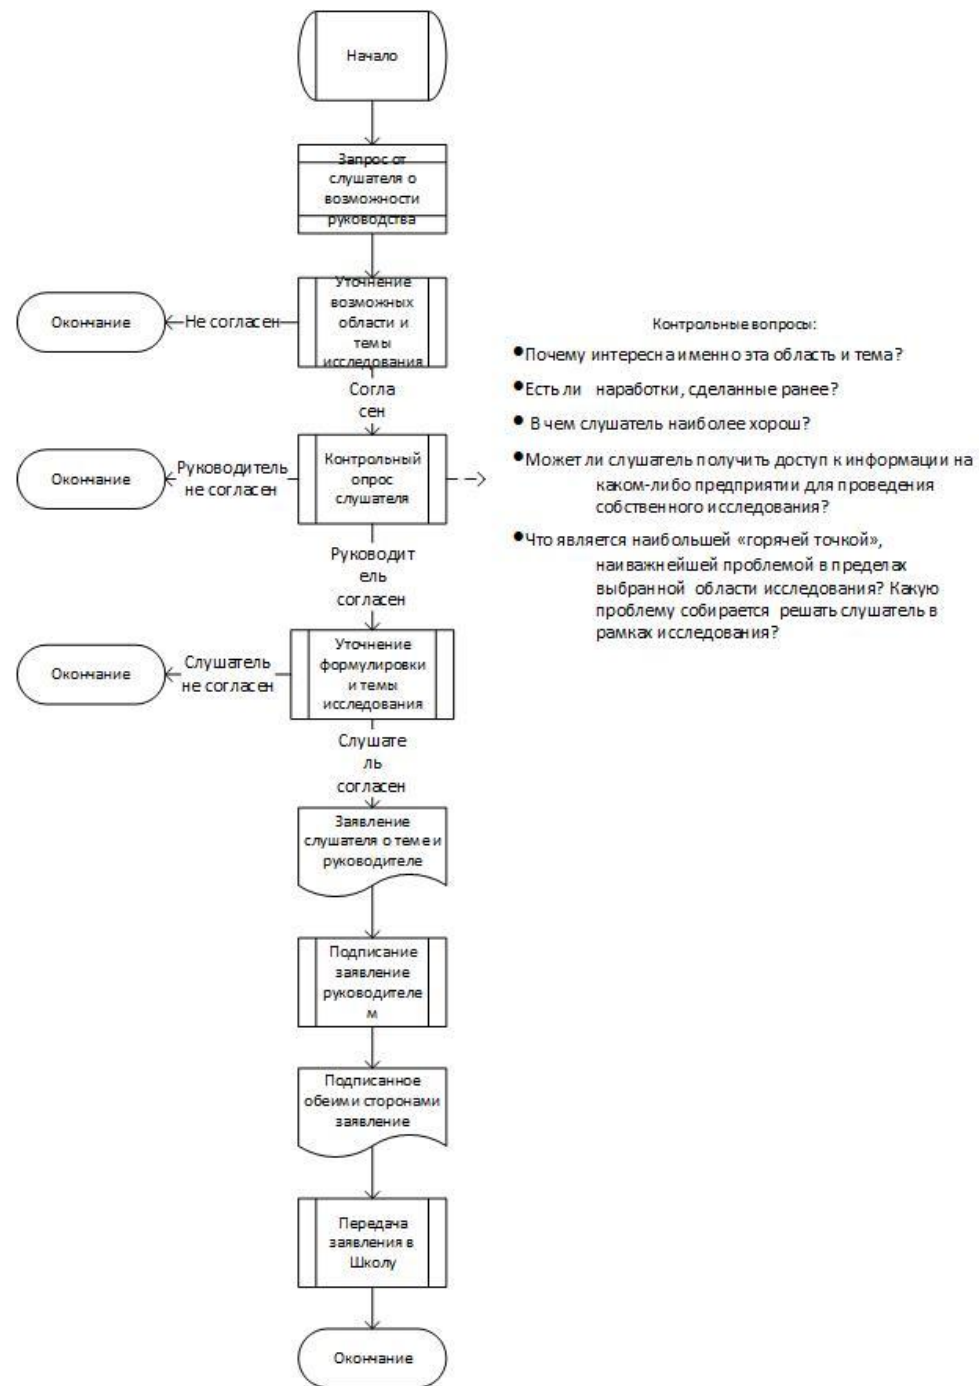 Начало
Запрос от
слушателя о
возможности
руководства
Уточнение
возможных
области и
темы
исследования
Не согласен
Окончание
Согла
сен
Контрольный
опрос
слушателя
Руководитель
не согласен
Окончание
Контрольные вопросы:
•Почему интересна именно эта область и тема?
•Есть ли наработки, сделанные ранее?
• В чем слушатель наиболее хорош?
•Может ли слушатель получить доступ к информации на
каком-либо предприятии для проведения
собственного исследования?
•Что является наибольшей «горячей точкой»,
наиважнейшей проблемой в пределах
выбранной области исследования? Какую
проблему собирается решать слушатель в
рамках исследования?
Руководит
ель
согласен
Уточнение
формулировки
и темы
исследования
Слушатель
не согласен
Окончание
Слушате
ль
согласен
Заявление
слушателя о теме и
руководителе
Подписание
заявление
руководителе
м
Подписанное
обеими сторонами
заявление
Передача
заявления в
Школу
Окончание